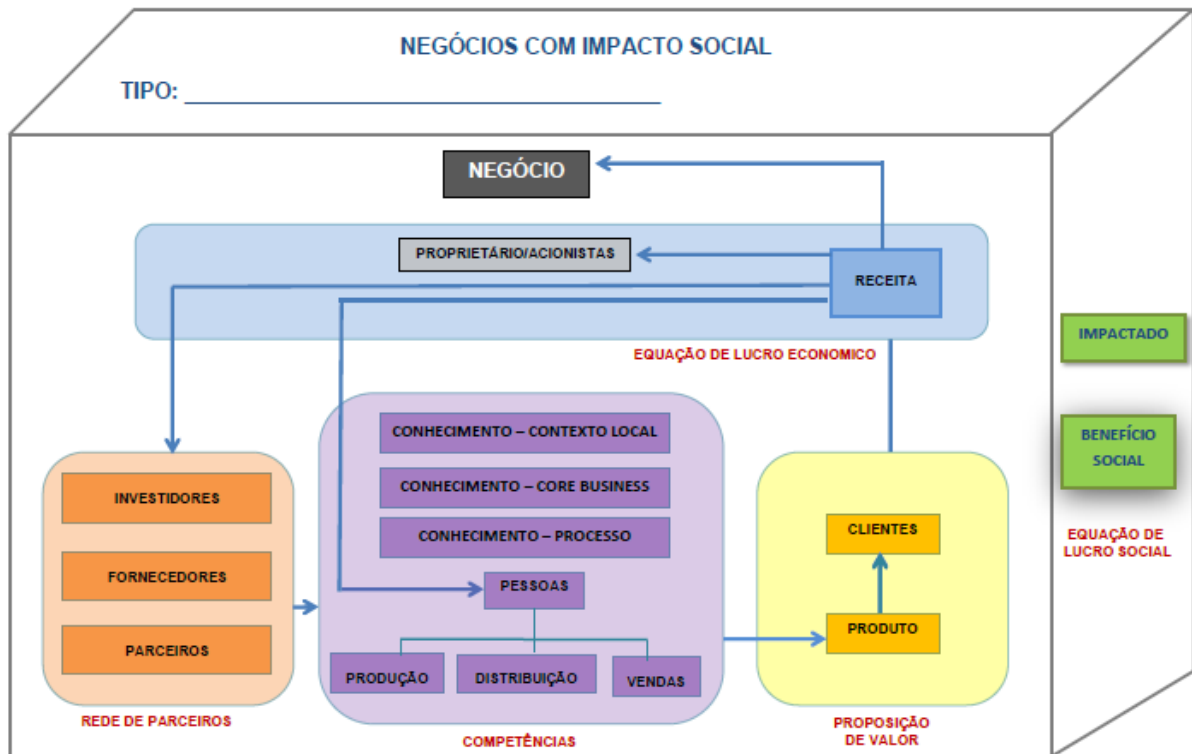 NEGÓCIOS COM IMPACTO SOCIAL
TIPO: ______________________________________
NEGÓCIO
PROPRIETÁRIO/ACIONISTAS
RECEITA
EQUAÇÃO DE LUCRO ECONOMICO
IMPACTADO
BENEFÍCIO
SOCIAL
EQUAÇÃO DE
LUCRO SOCIAL
INVESTIDORES
FORNECEDORES
PARCEIROS
REDE DE PARCEIROS
CONHECIMENTO – CONTEXTO LOCAL
CONHECIMENTO – CORE BUSINESS
CONHECIMENTO – PROCESSO
PESSOAS
PRODUÇÃO
DISTRIBUIÇÃO
VENDAS
COMPETÊNCIAS
CLIENTES
PRODUTO
PROPOSIÇÃO
DE VALOR